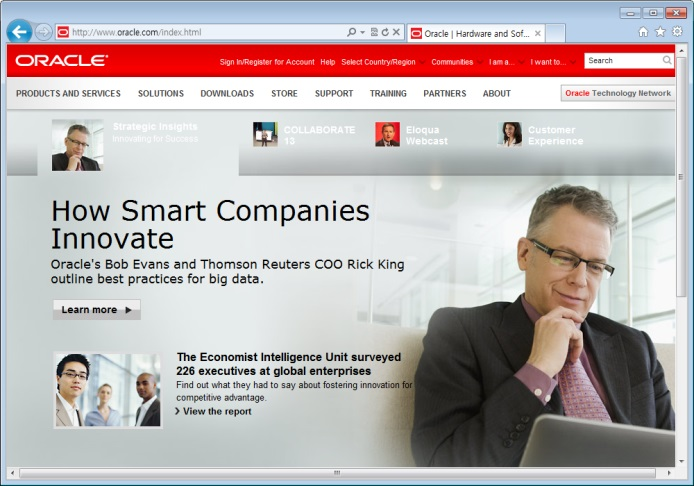 http://www.oracle.com/index.html
Oracle | Hardware and Sof...
ORACLE
Sign In/Register for Account Help Select Country/Region Communities I am a... I want to... Search
PRODUCTS AND SERVICES SOLUTIONS DOWNLOADS STORE SUPPORT TRAINING PARTNERS ABOUT Oracle Technology Network
Strategic Insights
Innovating for Success
COLLABORATE
13
Eloqua
Webcast
Customer
Experience
How Smart Companies
Innovate
Oracle's Bob Evans and Thomson Reuters COO Rick King
outline best practices for big data.
Learn more
The Economist Intelligence Unit surveyed
226 executives at global enterprises
Find out what they had to say about fostering innovation for
competitive advantage.
View the report